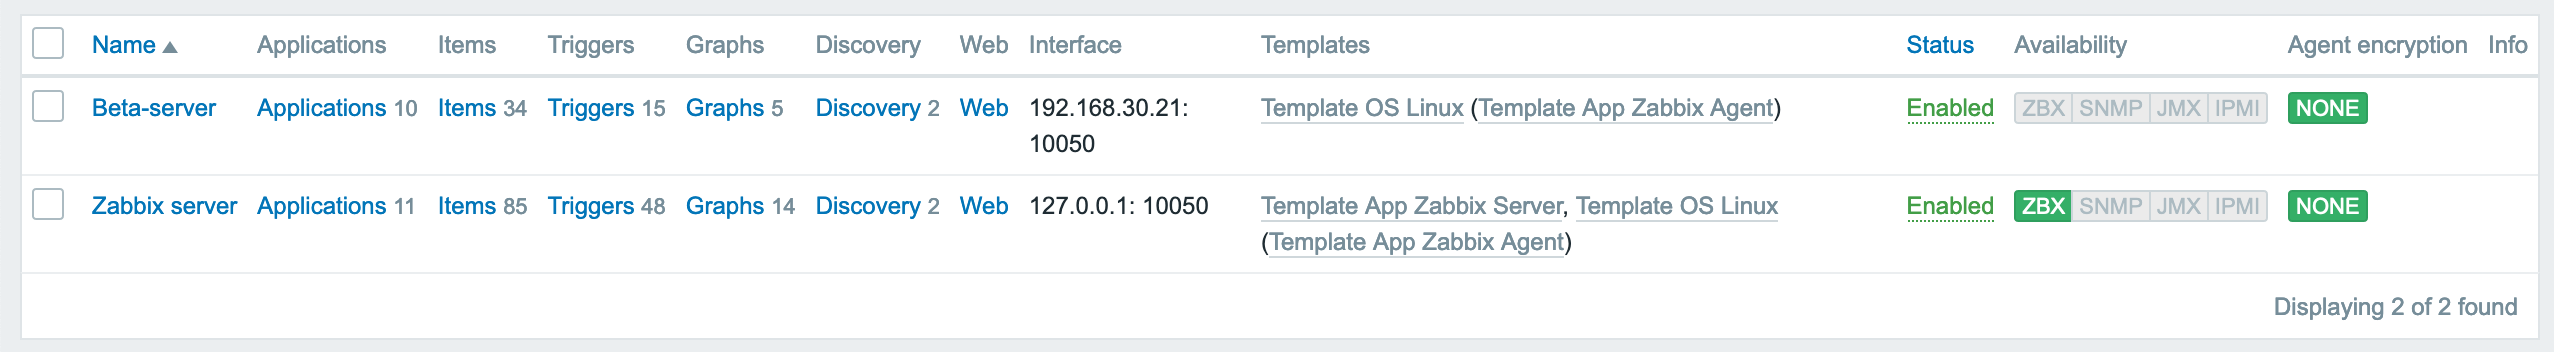 Name ▲ Applications Items Triggers Graphs Discovery Web Interface Templates Status Availability Agent encryption Info
Beta-server Applications 10 Items 34 Triggers 15 Graphs 5 Discovery 2 Web 192.168.30.21: Template OS Linux (Template App Zabbix Agent) Enabled ZBX SNMP JMX IPMI NONE
10050
Zabbix server Applications 11 Items 85 Triggers 48 Graphs 14 Discovery 2 Web 127.0.0.1: 10050 Template App Zabbix Server, Template OS Linux Enabled ZBX SNMP JMX IPMI NONE
(Template App Zabbix Agent)
Displaying 2 of 2 found